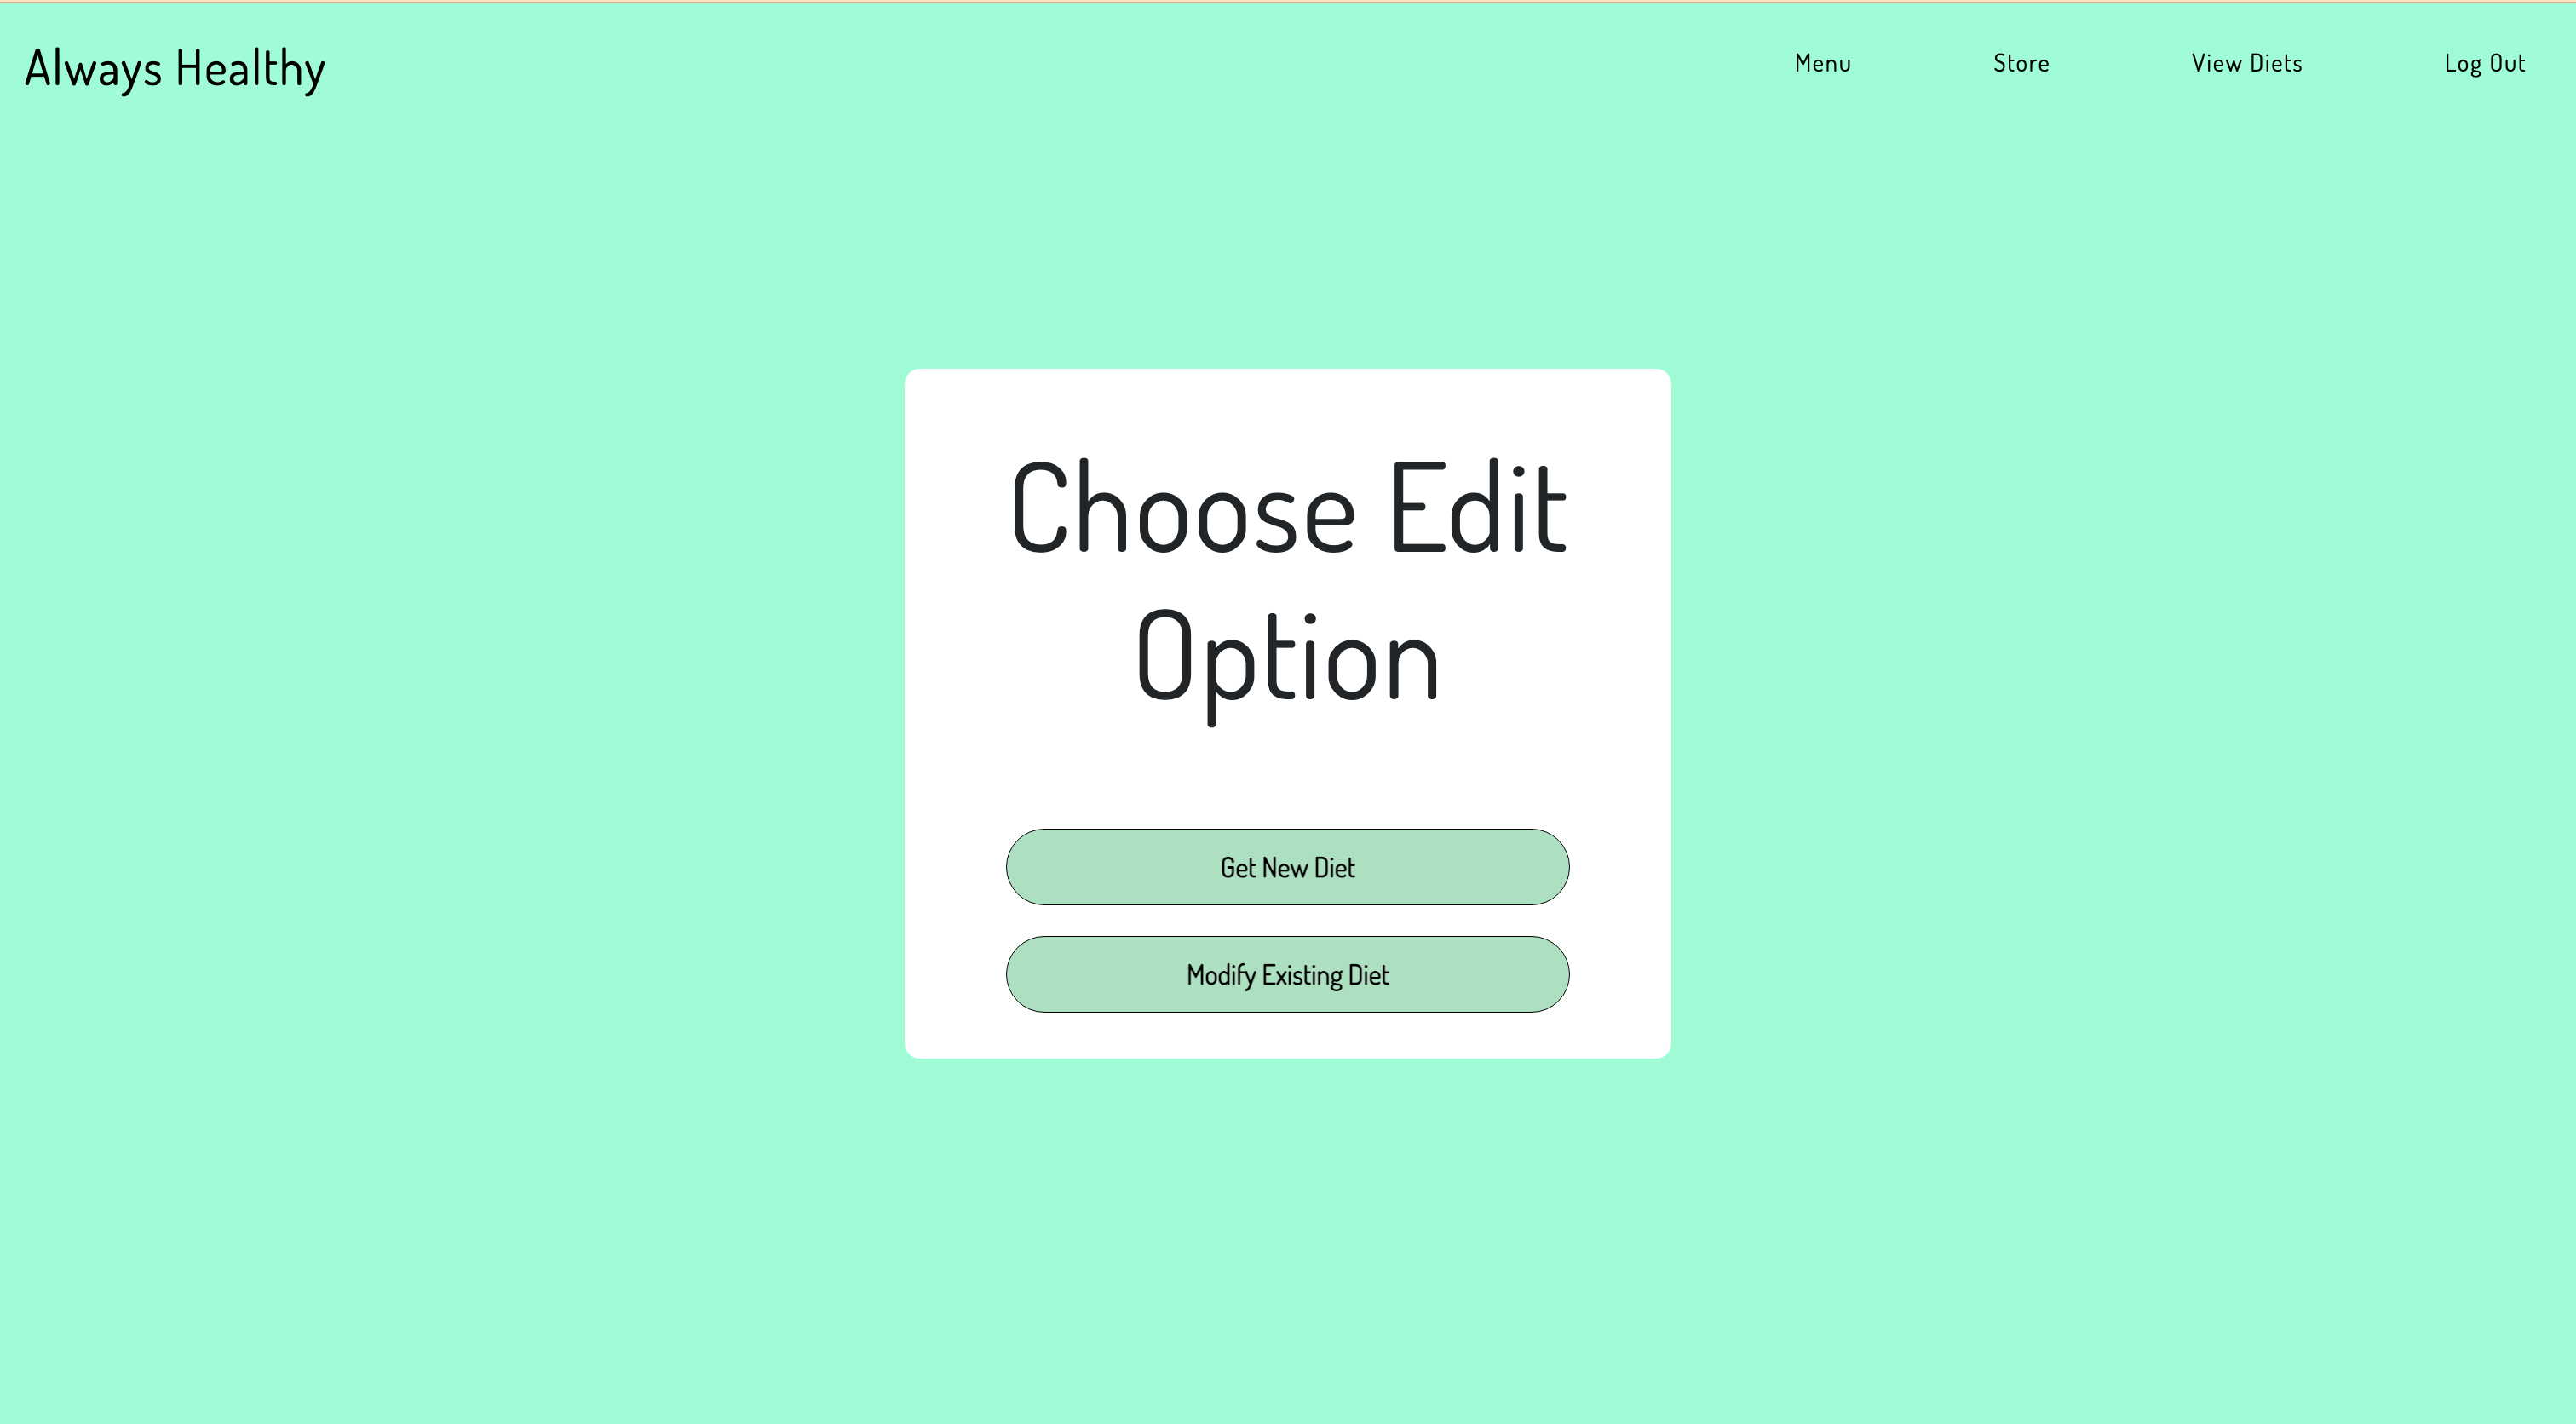 Always Healthy
Menu
Store
View Diets
Log Out
Choose Edit
Option
Get New Diet
Modify Existing Diet